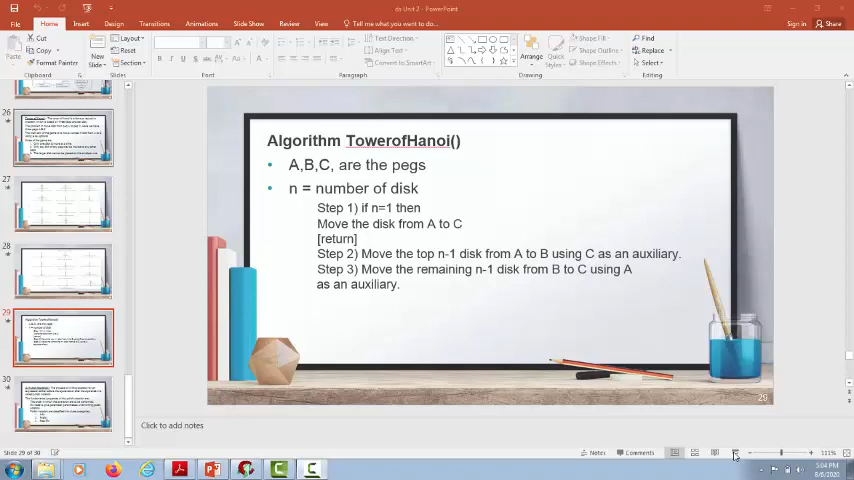 ds Unit 2 - PowerPoint
File Home Insert Design Transitions Animations Slide Show Review View Tell me what you want to do... Sign in Share
Cut
Copy
Format Painter
Paste
Clipboard
New Slide
Layout
Reset
Section
Slides
Font
Text Direction
Align Text
Convert to SmartArt
Paragraph
Arrange
Quick Styles
Shape Fill
Shape Outline
Shape Effects
Drawing
Find
Replace
Select
Editing
26
27
28
29
30
Algorithm TowerofHanoi()
• A,B,C, are the pegs
• n = number of disk
Step 1) if n=1 then
Move the disk from A to C
[return]
Step 2) Move the top n-1 disk from A to B using C as an auxiliary.
Step 3) Move the remaining n-1 disk from B to C using A
as an auxiliary.
29
Click to add notes
Slide 29 of 30 Notes Comments 111%
5:04 PM
8/6/2020